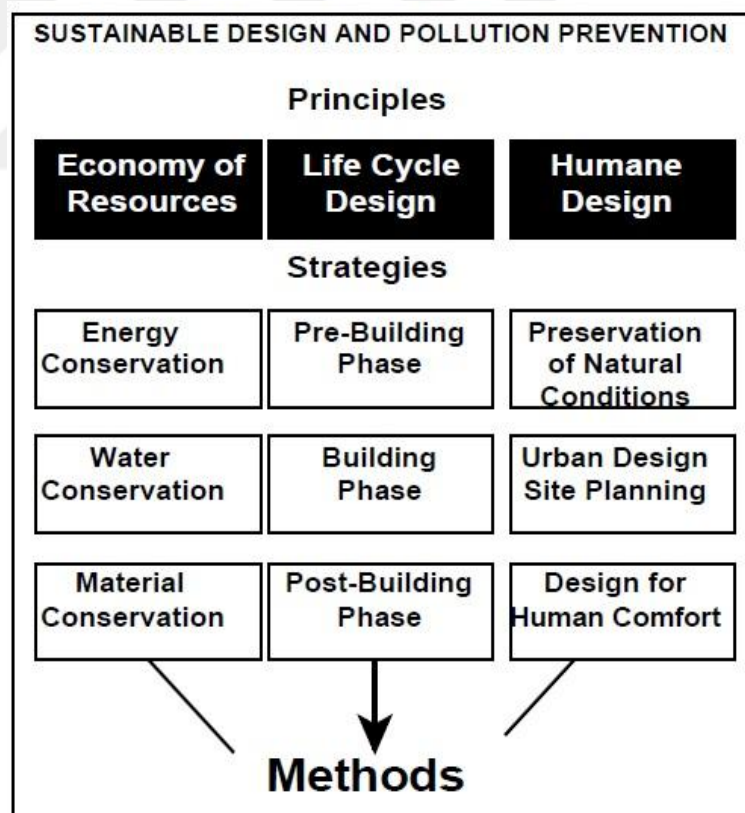 SUSTAINABLE DESIGN AND POLLUTION PREVENTION
Principles
Economy of
Resources
Life Cycle
Design
Humane
Design
Strategies
Energy
Conservation
Pre-Building
Phase
Preservation
of Natural
Conditions
Water
Conservation
Building
Phase
Urban Design
Site Planning
Material
Conservation
Post-Building
Phase
Design for
Human Comfort
Methods